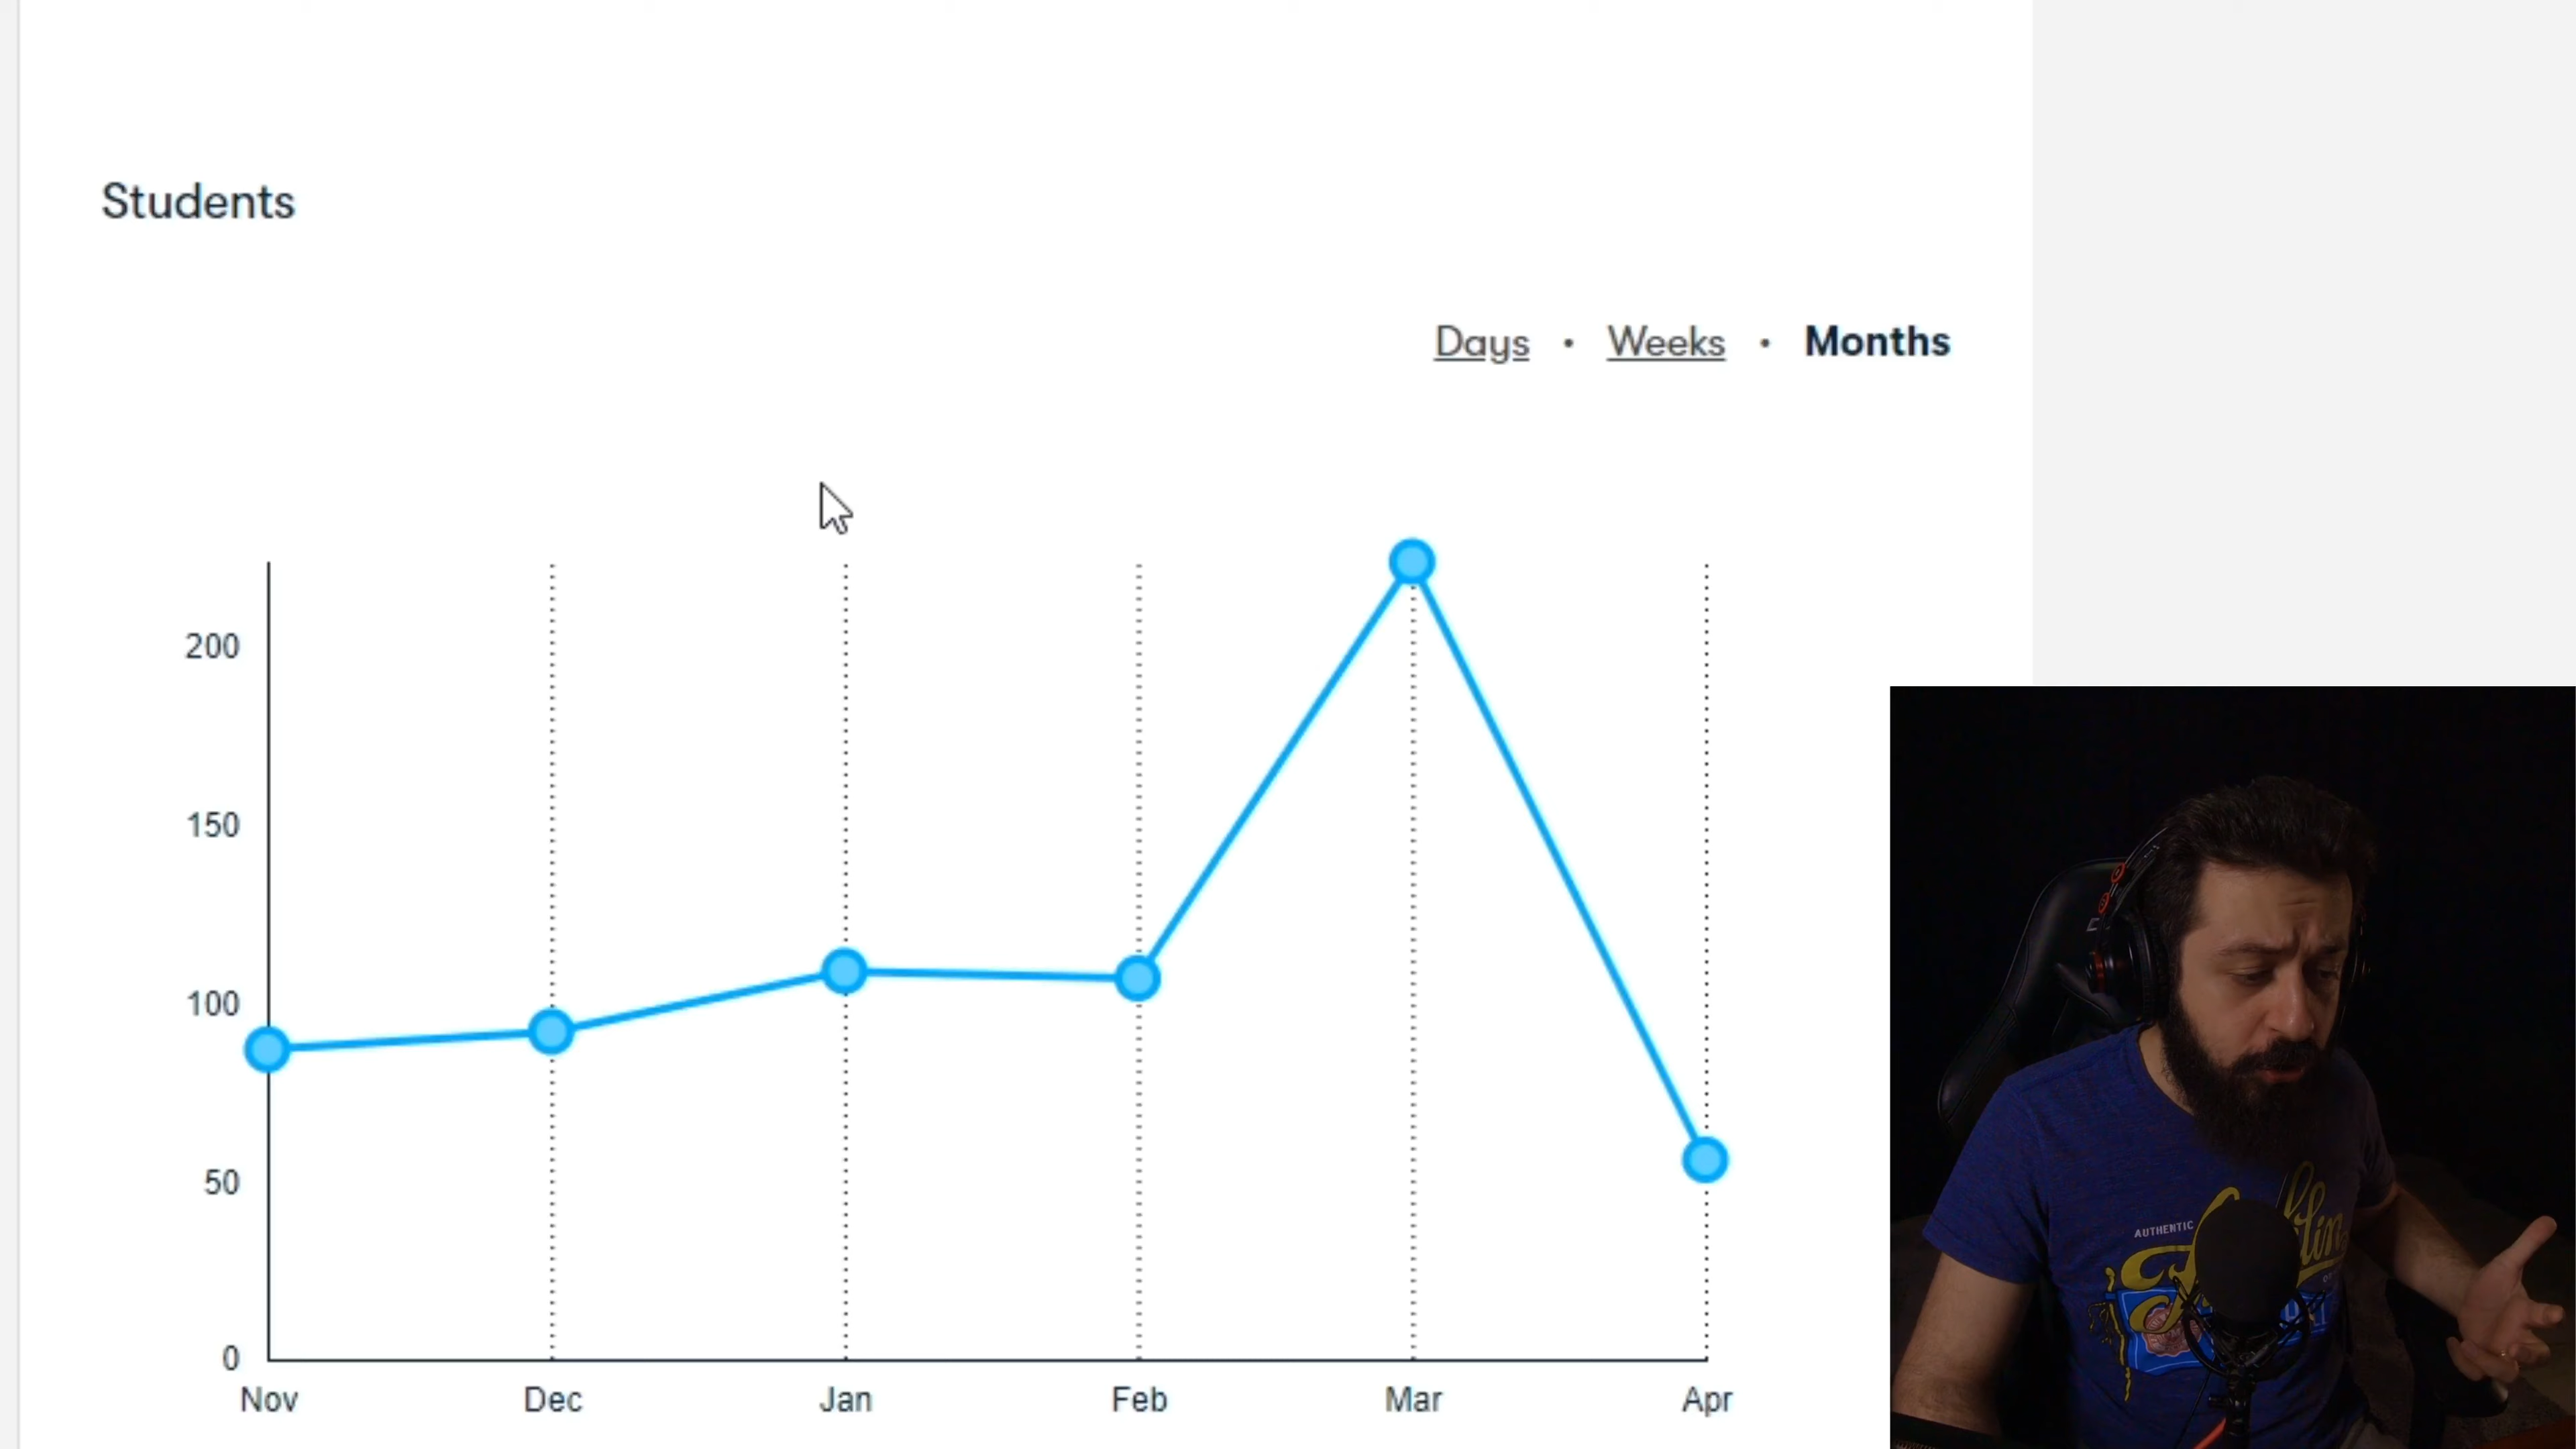 Students
Days • Weeks • Months
200
150
100
50
0
Nov Dec Jan Feb Mar Apr
AUTHENTIC